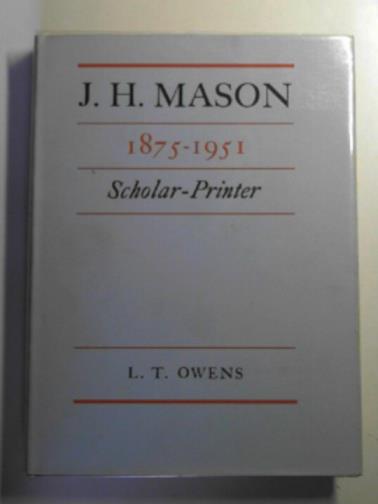 J. H. MASON
1875-1951
Scholar-Printer
L. T. OWENS